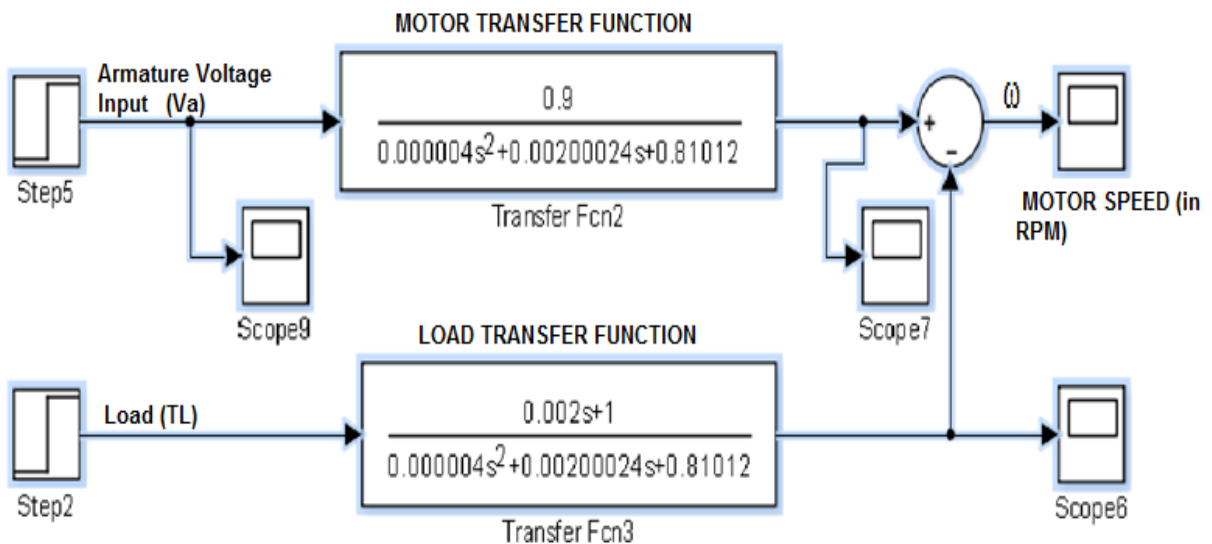 MOTOR TRANSFER FUNCTION
Armature Voltage
Input (Va)
0.9
0.000004s²+0.00200024s+0.81012
+
-
ω
Step5
Transfer Fcn2
MOTOR SPEED (in
RPM)
Scope9
Scope7
LOAD TRANSFER FUNCTION
Load (TL)
0.002s+1
0.000004s²+0.00200024s+0.81012
Step2
Transfer Fcn3
Scope6